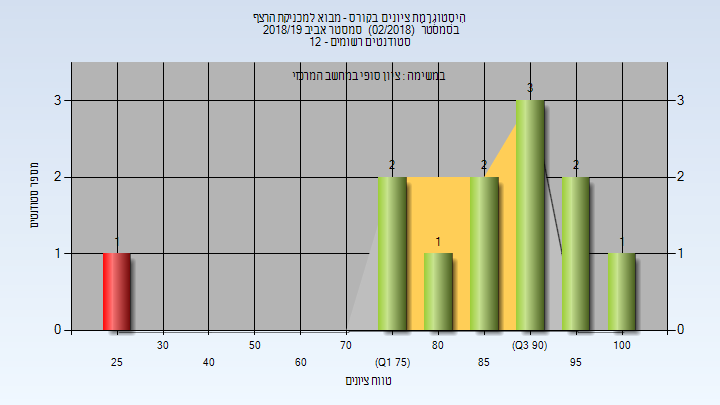 היסטוגרמת ציונים בקורס - מבוא למכניקת הרצף
בסמסטר (02/2018) סמסטר אביב 2018/19
סטודנטים רשומים - 12
במשימה : ציון סופי במחשב המרכזי
מספר סטודנטים
3 3
2 2
1 1
0 0
1 2 1 2 3 2 1
25 30 40 50 60 70 (Q1 75) 80 85 (Q3 90) 95 100
טווח ציונים